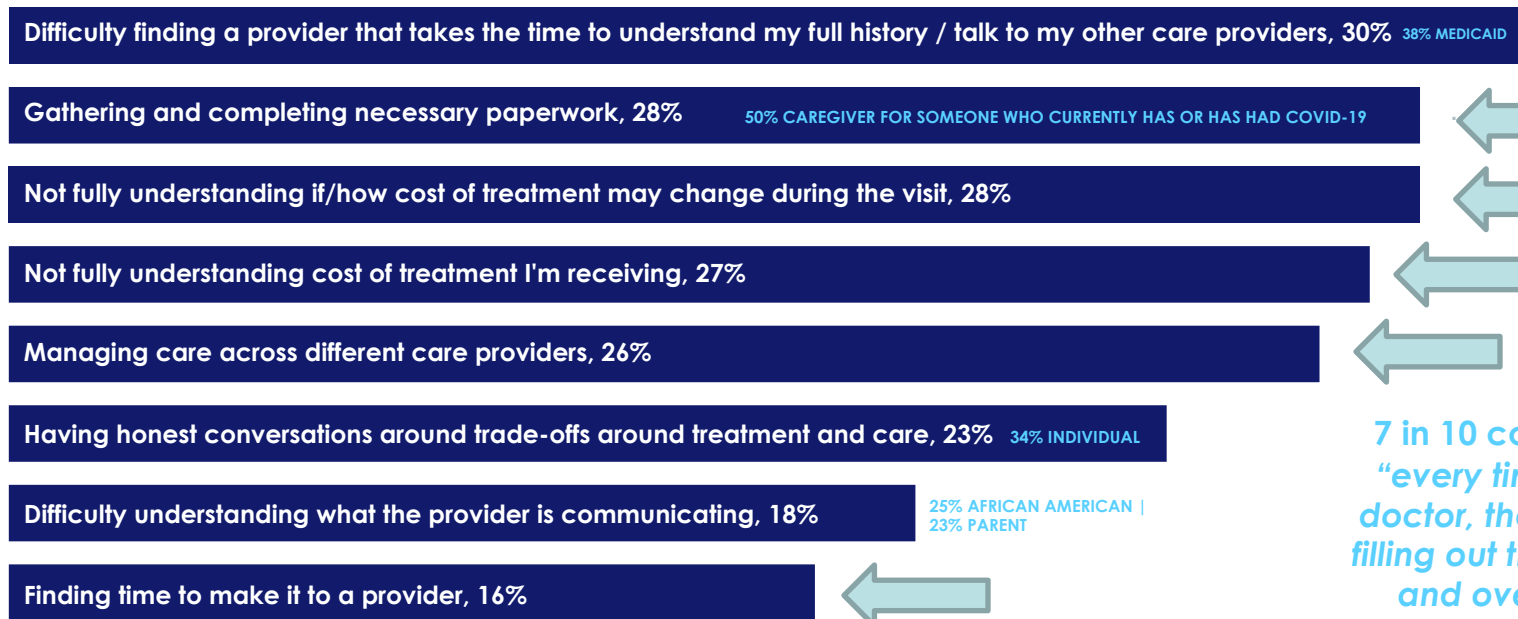 Difficulty finding a provider that takes the time to understand my full history / talk to my other care providers, 30% 38% MEDICAID
Gathering and completing necessary paperwork, 28% 50% CAREGIVER FOR SOMEONE WHO CURRENTLY HAS OR HAS HAD COVID-19
Not fully understanding if/how cost of treatment may change during the visit, 28%
Not fully understanding cost of treatment I'm receiving, 27%
Managing care across different care providers, 26%
Having honest conversations around trade-offs around treatment and care, 23% 34% INDIVIDUAL
Difficulty understanding what the provider is communicating, 18%
25% AFRICAN AMERICAN |
23% PARENT
Finding time to make it to a provider, 16%
7 in 10
“every
doctor,
filling out
and